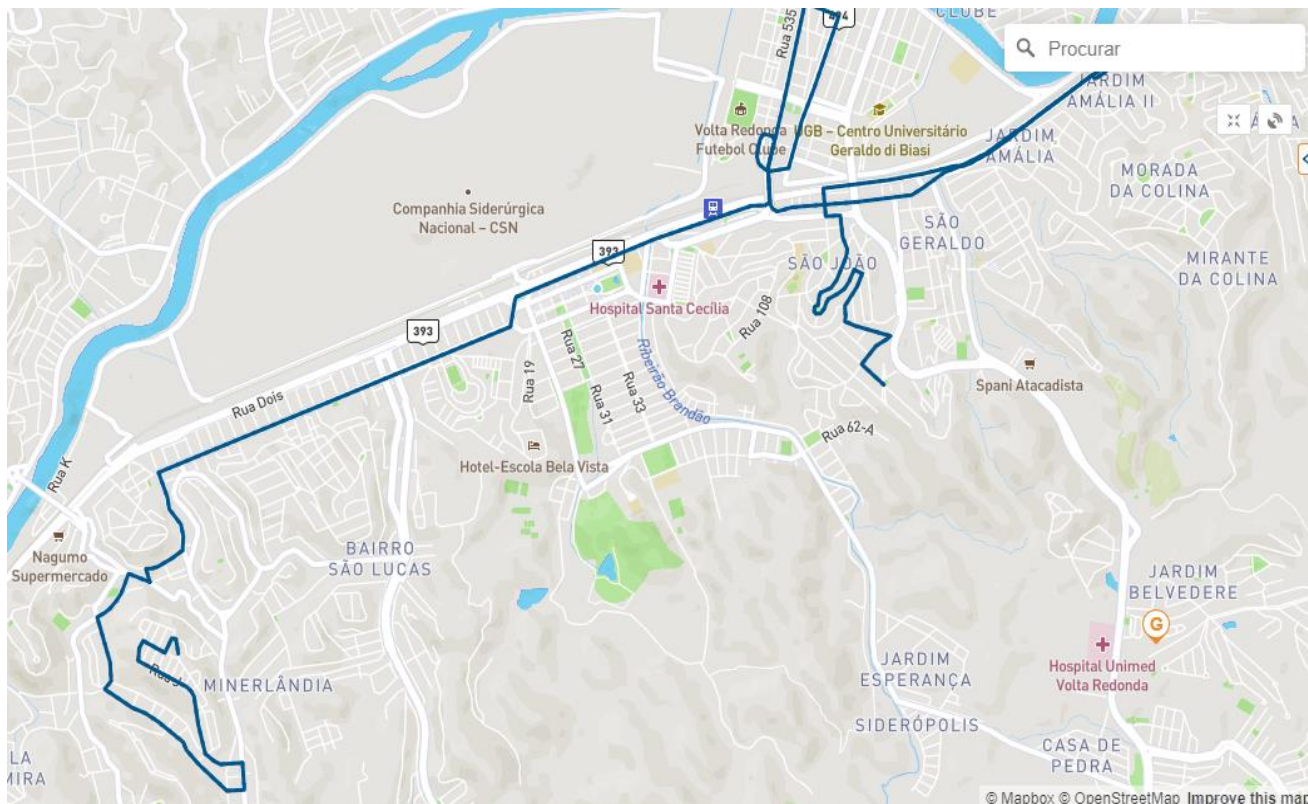 CLUBE
Rua 535
494
Procurar
JARDIM
AMÁLIA II
Volta Redonda
Futebol Clube
UGB – Centro Universitário
Geraldo di Biasi
JARDIM
AMÁLIA
MORADA
DA COLINA
Companhia Siderúrgica
Nacional – CSN
SÃO
GERALDO
393
SÃO JOÃO
MIRANTE
DA COLINA
Hospital Santa Cecília
Rua 108
393
Rua 19
Rua 27
Rua 31
Rua 33
Ribeirão Brandão
Spani Atacadista
Rua Dois
Rua 62-A
Rua K
Hotel-Escola Bela Vista
Nagumo
Supermercado
BAIRRO
SÃO LUCAS
JARDIM
BELVEDERE
G
MINERLÂNDIA
JARDIM
ESPERANÇA
Hospital Unimed
Volta Redonda
SIDERÓPOLIS
CASA DE
PEDRA
© Mapbox © OpenStreetMap Improve this map